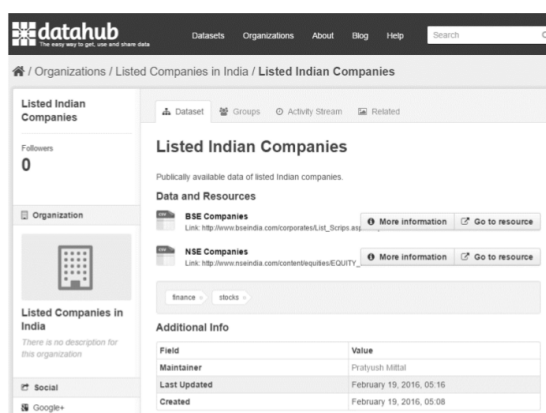 datahub
The easy way to get, use and share data
Datasets Organizations About Blog Help Search
/ Organizations / Listed Companies in India / Listed Indian Companies
Listed Indian Companies
Followers
0
Organization
Listed Companies in India
There is no description for this organization
Social
Google+
Dataset Groups Activity Stream Related
Listed Indian Companies
Publically available data of listed Indian companies.
Data and Resources
BSE Companies
Link: http://www.bseindia.com/corporates/List_Scrips.asp
More information Go to resource
NSE Companies
Link: http://www.nseindia.com/content/equities/EQUITY_
More information Go to resource
finance stocks
Additional Info
Field Value
Maintainer Pratyush Mittal
Last Updated February 19, 2016, 05:16
Created February 19, 2016, 05:08